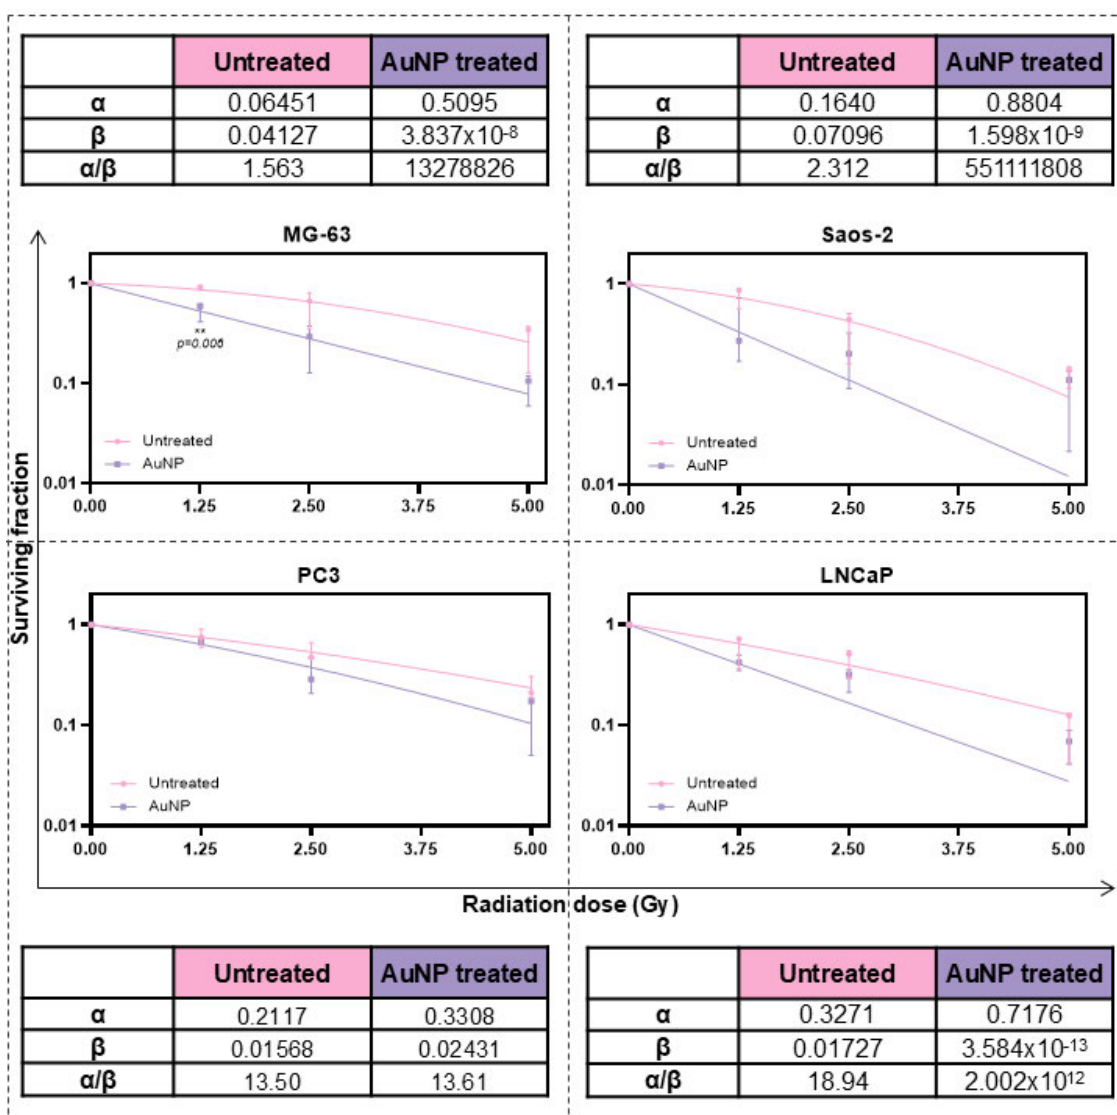 Untreated AuNP treated
α 0.06451 0.5095
β 0.04127 3.837x10⁻⁸
α/β 1.563 13278826
Untreated AuNP treated
α 0.1640 0.8804
β 0.07096 1.598x10⁻⁹
α/β 2.312 551111808
Surviving fraction
MG-63
1
0.1
0.01
**
p=0.006
Untreated
AuNP
0.00 1.25 2.50 3.75 5.00
Saos-2
1
0.1
0.01
Untreated
AuNP
0.00 1.25 2.50 3.75 5.00
PC3
1
0.1
0.01
Untreated
AuNP
0.00 1.25 2.50 3.75 5.00
LNCaP
1
0.1
0.01
Untreated
AuNP
0.00 1.25 2.50 3.75 5.00
Radiation dose (Gy)
Untreated AuNP treated
α 0.2117 0.3308
β 0.01568 0.02431
α/β 13.50 13.61
Untreated AuNP treated
α 0.3271 0.7176
β 0.01727 3.584x10⁻¹³
α/β 18.94 2.002x10¹²